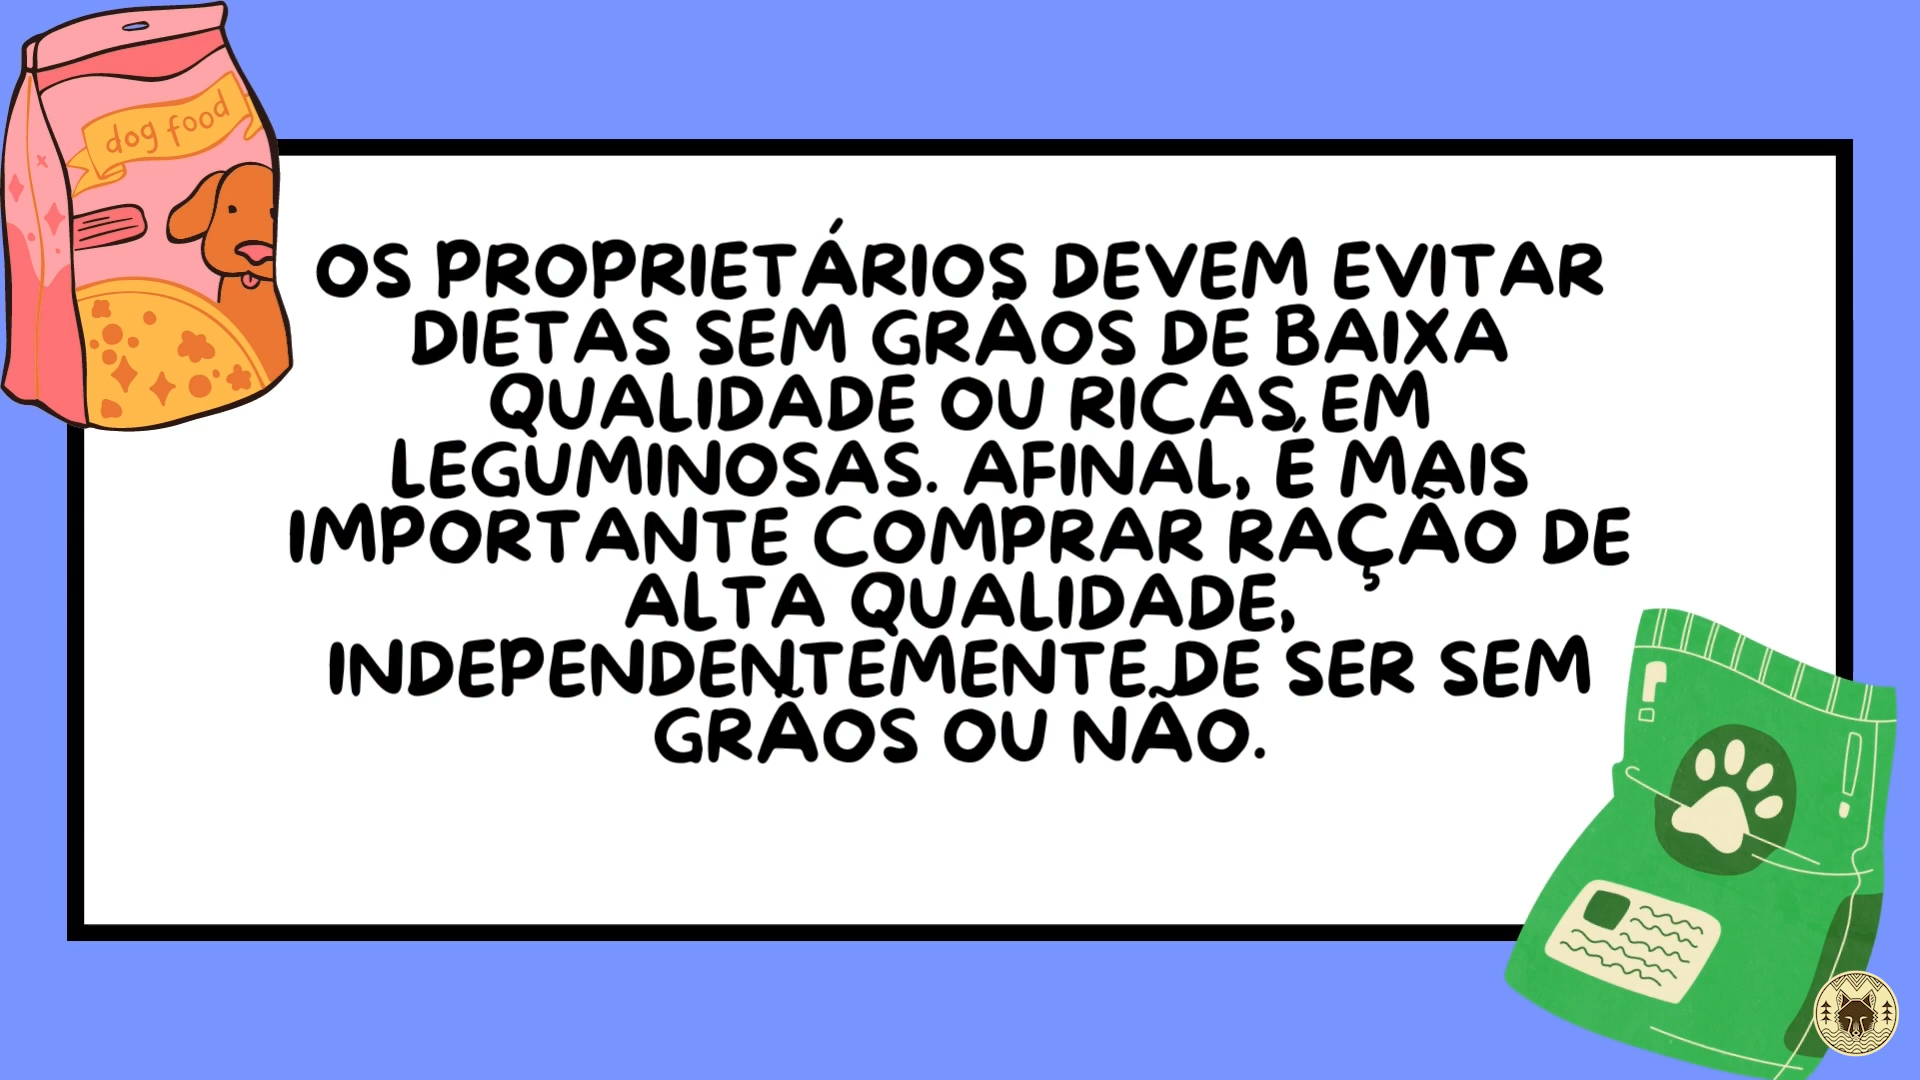 dog food
OS PROPRIETÁRIOS DEVEM EVITAR
DIETAS SEM GRÃOS DE BAIXA
QUALIDADE OU RICAS EM
LEGUMINOSAS. AFINAL, É MAIS
IMPORTANTE COMPRAR RAÇÃO DE
ALTA QUALIDADE,
INDEPENDENTEMENTE DE SER SEM
GRÃOS OU NÃO.